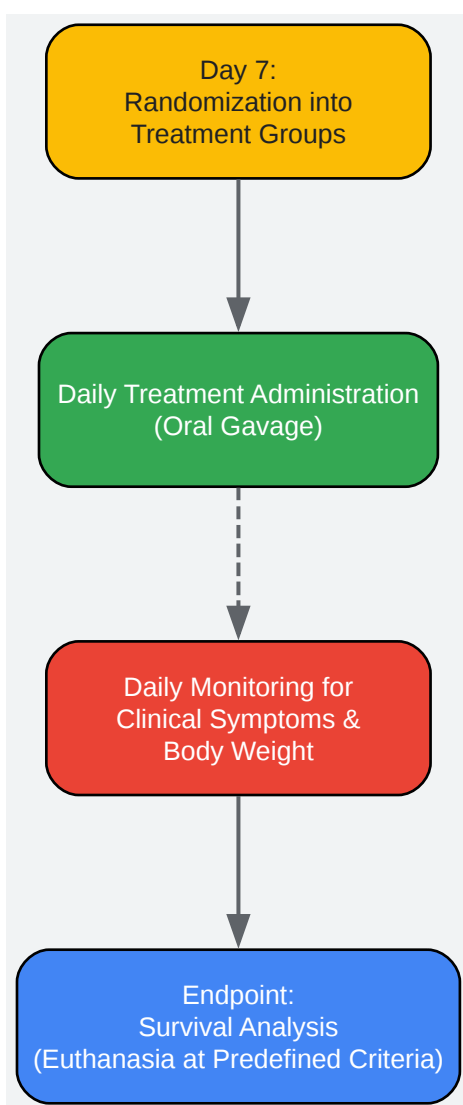 Day 7:
Randomization into
Treatment Groups
Daily Treatment Administration
(Oral Gavage)
Daily Monitoring for
Clinical Symptoms &
Body Weight
Endpoint:
Survival Analysis
(Euthanasia at Predefined Criteria)